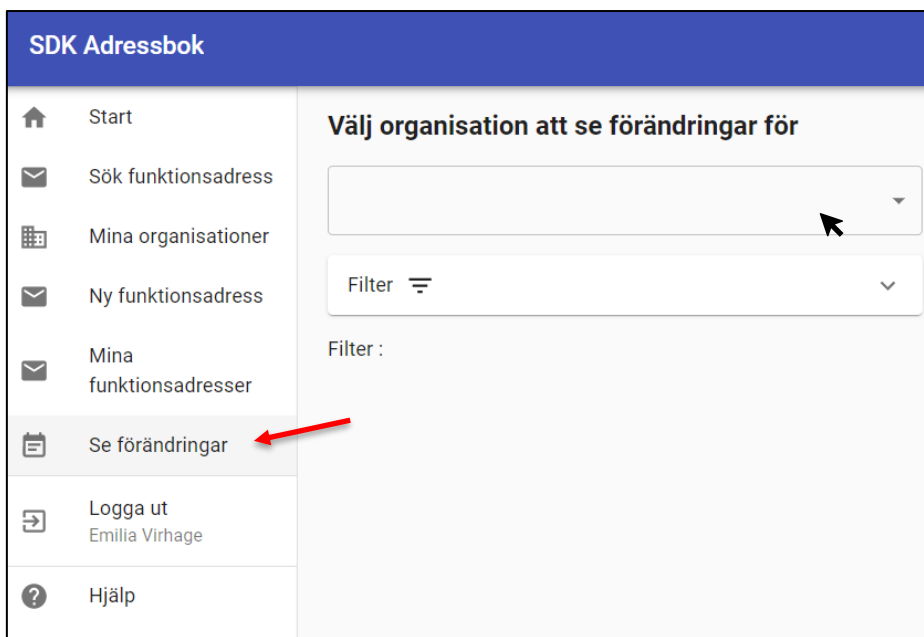 SDK Adressbok
Start
Sök funktionsadress
Mina organisationer
Ny funktionsadress
Mina
funktionsadresser
Se förändringar
Logga ut
Emilia Virhage
Hjälp
Välj organisation att se förändringar för
Filter
Filter :